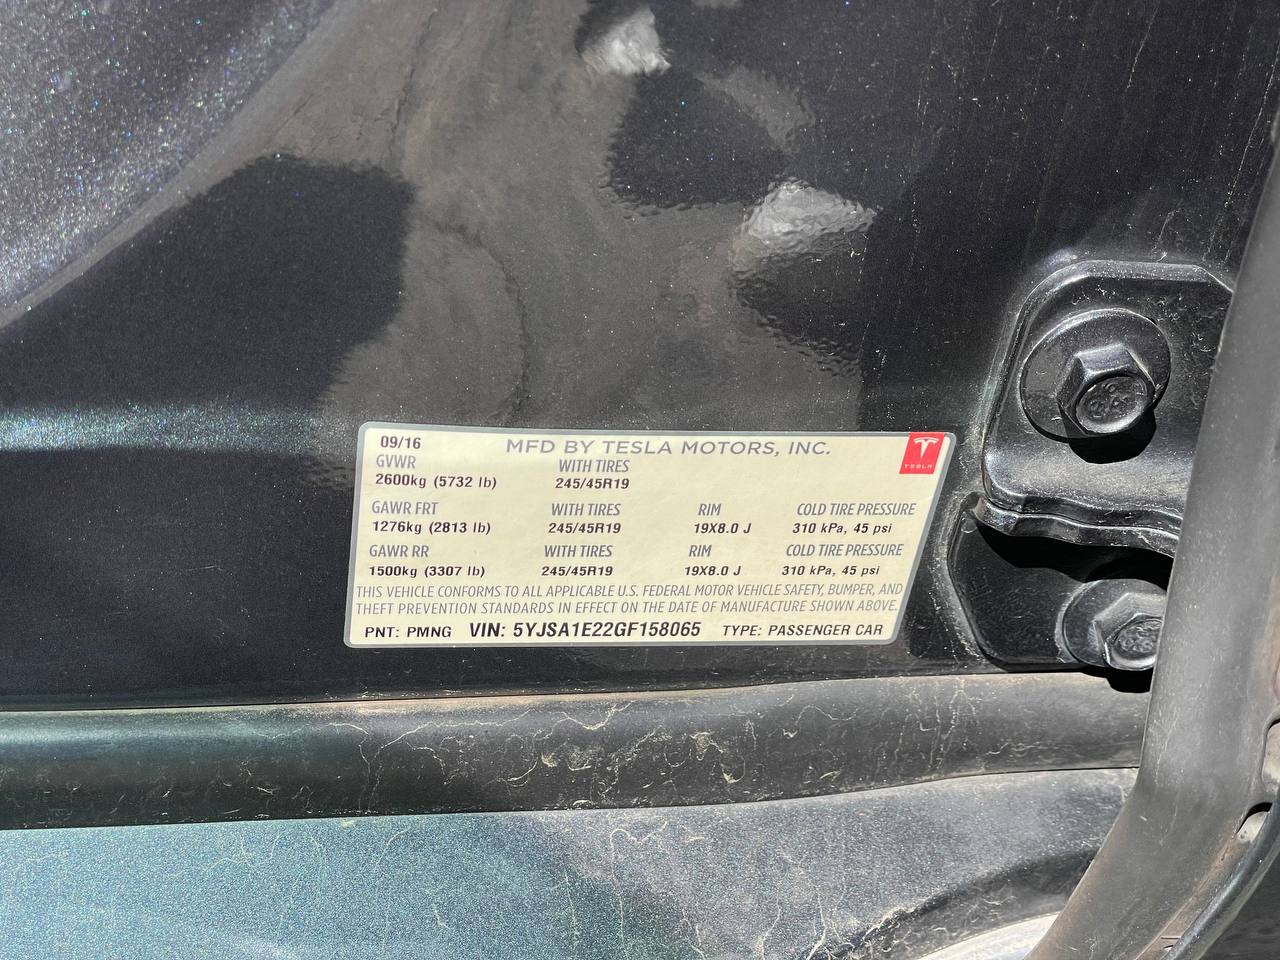 09/16 MFD BY TESLA MOTORS, INC.
TESLA
GVWR WITH TIRES
2600kg (5732 lb) 245/45R19
GAWR FRT WITH TIRES RIM COLD TIRE PRESSURE
1276kg (2813 lb) 245/45R19 19X8.0 J 310 kPa, 45 psi
GAWR RR WITH TIRES RIM COLD TIRE PRESSURE
1500kg (3307 lb) 245/45R19 19X8.0 J 310 kPa, 45 psi
THIS VEHICLE CONFORMS TO ALL APPLICABLE U.S. FEDERAL MOTOR VEHICLE SAFETY, BUMPER, AND
THEFT PREVENTION STANDARDS IN EFFECT ON THE DATE OF MANUFACTURE SHOWN ABOVE.
PNT: PMNG VIN: 5YJSA1E22GF158065 TYPE: PASSENGER CAR